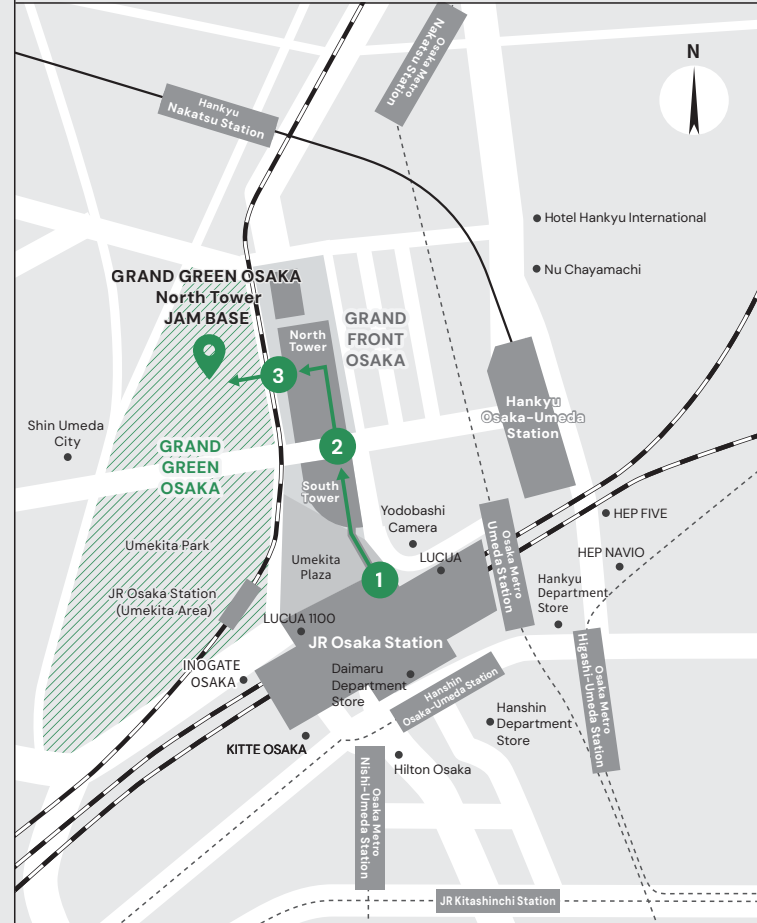 Osaka Metro
Nakatsu Station
Hankyu
Nakatsu Station
N
Hotel Hankyu International
Nu Chayamachi
GRAND GREEN OSAKA
North Tower
JAM BASE
GRAND
FRONT
OSAKA
North
Tower
3
Hankyu
Osaka-Umeda
Station
Shin Umeda
City
GRAND
GREEN
OSAKA
2
South
Tower
Yodobashi
Camera
Osaka Metro
Umeda Station
HEP FIVE
Umekita Park
Umekita
Plaza
LUCUA
HEP NAVIO
1
Hankyu
Department
Store
JR Osaka Station
(Umekita Area)
LUCUA 1100
JR Osaka Station
INOGATE
OSAKA
Daimaru
Department
Store
Hanshin
Osaka-Umeda Station
Osaka Metro
Higashi-Umeda Station
Hanshin
Department
Store
KITTE OSAKA
Hilton Osaka
Osaka Metro
Nishi-Umeda Station
JR Kitashinchi Station